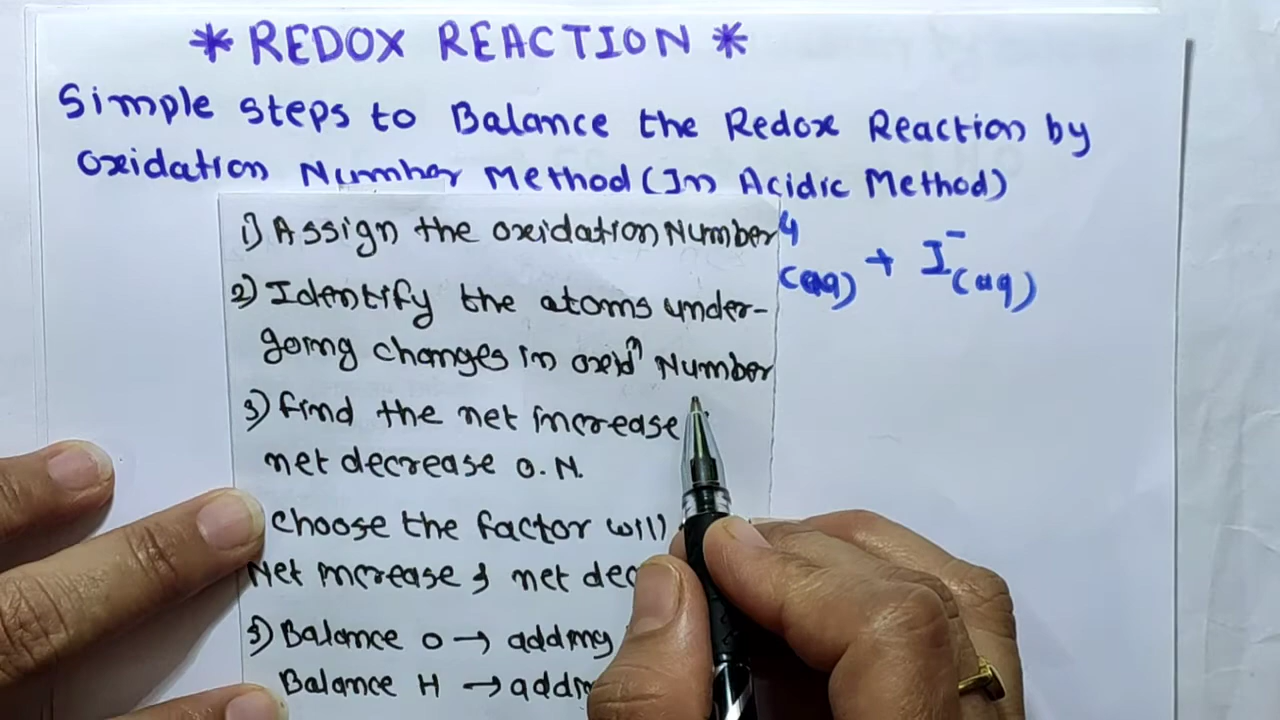 * REDOX REACTION *
Simple steps to Balance the Redox Reaction by
Oxidation Number Method (In Acidic Method)
1) Assign the oxidation Number
4
(aq) + I⁻(aq)
2) Identify the atoms under-
going changes in oxidⁿ Number
3) find the net increase
net decrease O.N.
choose the factor will
Net increase & net dec
5) Balance O → adding
Balance H → addin